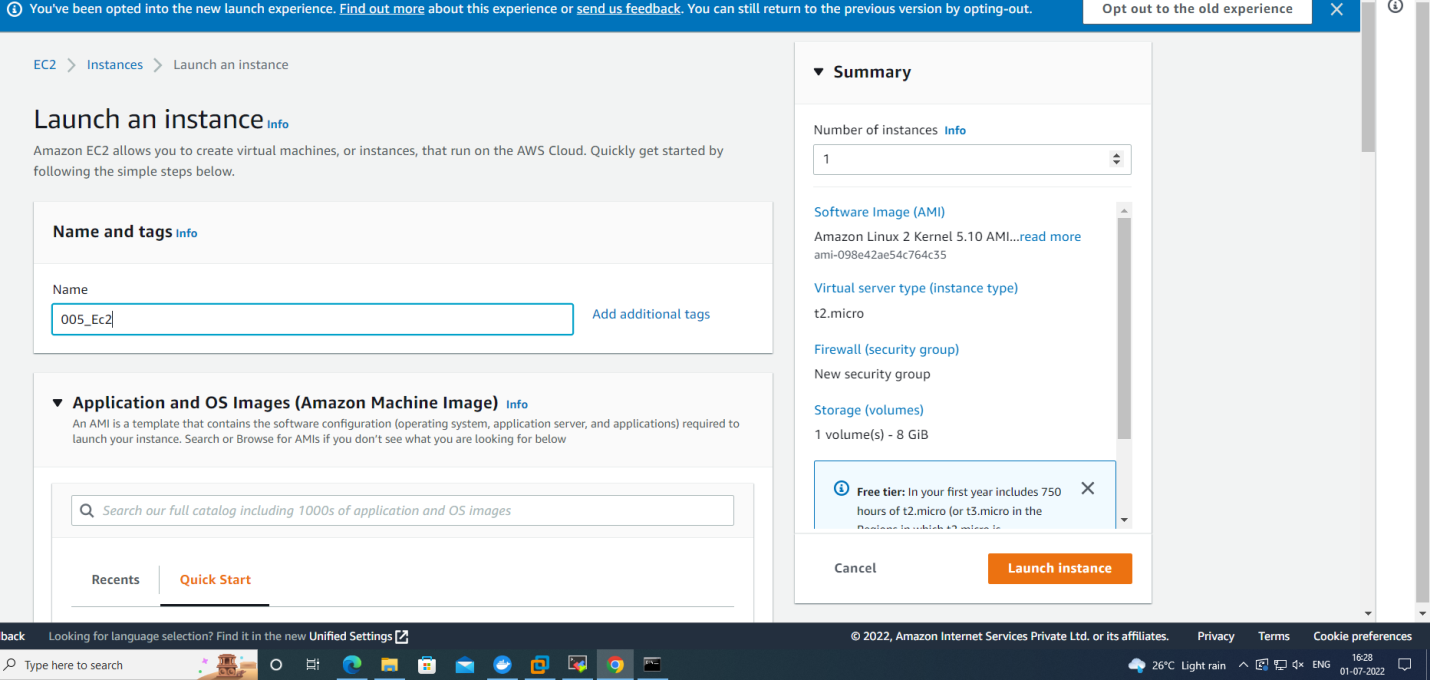 You've been opted into the new launch experience. Find out more about this experience or send us feedback. You can still return to the previous version by opting-out.
Opt out to the old experience
EC2
Instances
Launch an instance
Launch an instance Info
Amazon EC2 allows you to create virtual machines, or instances, that run on the AWS Cloud. Quickly get started by
following the simple steps below.
Name and tags Info
Name
005_Ec2
Add additional tags
Application and OS Images (Amazon Machine Image) Info
An AMI is a template that contains the software configuration (operating system, application server, and applications) required to
launch your instance. Search or Browse for AMIs if you don't see what you are looking for below
Search our full catalog including 1000s of application and OS images
Recents
Quick Start
Summary
Number of instances Info
1
Software Image (AMI)
Amazon Linux 2 Kernel 5.10 AMI...read more
ami-098e42ae54c764c35
Virtual server type (instance type)
t2.micro
Firewall (security group)
New security group
Storage (volumes)
1 volume(s) - 8 GiB
Free tier: In your first year includes 750
hours of t2.micro (or t3.micro in the
Regions in which t2.micro is
Cancel
Launch instance
back
Looking for language selection? Find it in the new Unified Settings
© 2022, Amazon Internet Services Private Ltd. or its affiliates.
Privacy
Terms
Cookie preferences
Type here to search
26°C Light rain
ENG
16:28
01-07-2022